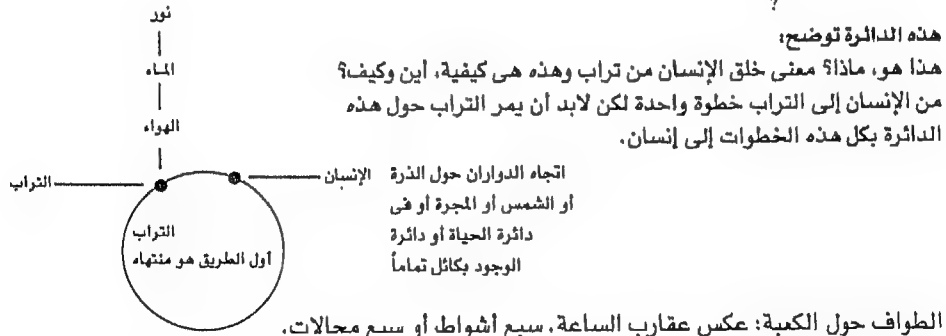 ؟
هذه الدائرة توضح:
هذا هو، ماذا؟ معنى خلق الإنسان من تراب وهذه هى كيفية، أين وكيف؟
من الإنسان إلى التراب خطوة واحدة لكن لابد أن يمر التراب حول هذه
الدائرة بكل هذه الخطوات إلى إنسان.
نور
الماء
الهواء
التراب
الإنسان
التراب
أول الطريق هو منتهاه
اتجاه الدواران حول الذرة
أو الشمس أو المجرة أو فى
دائرة الحياة أو دائرة
الوجود بكائل تماماً
الطواف حول الكعبة: عكس عقارب الساعة. سبع أشواط أو سبع مجالات.